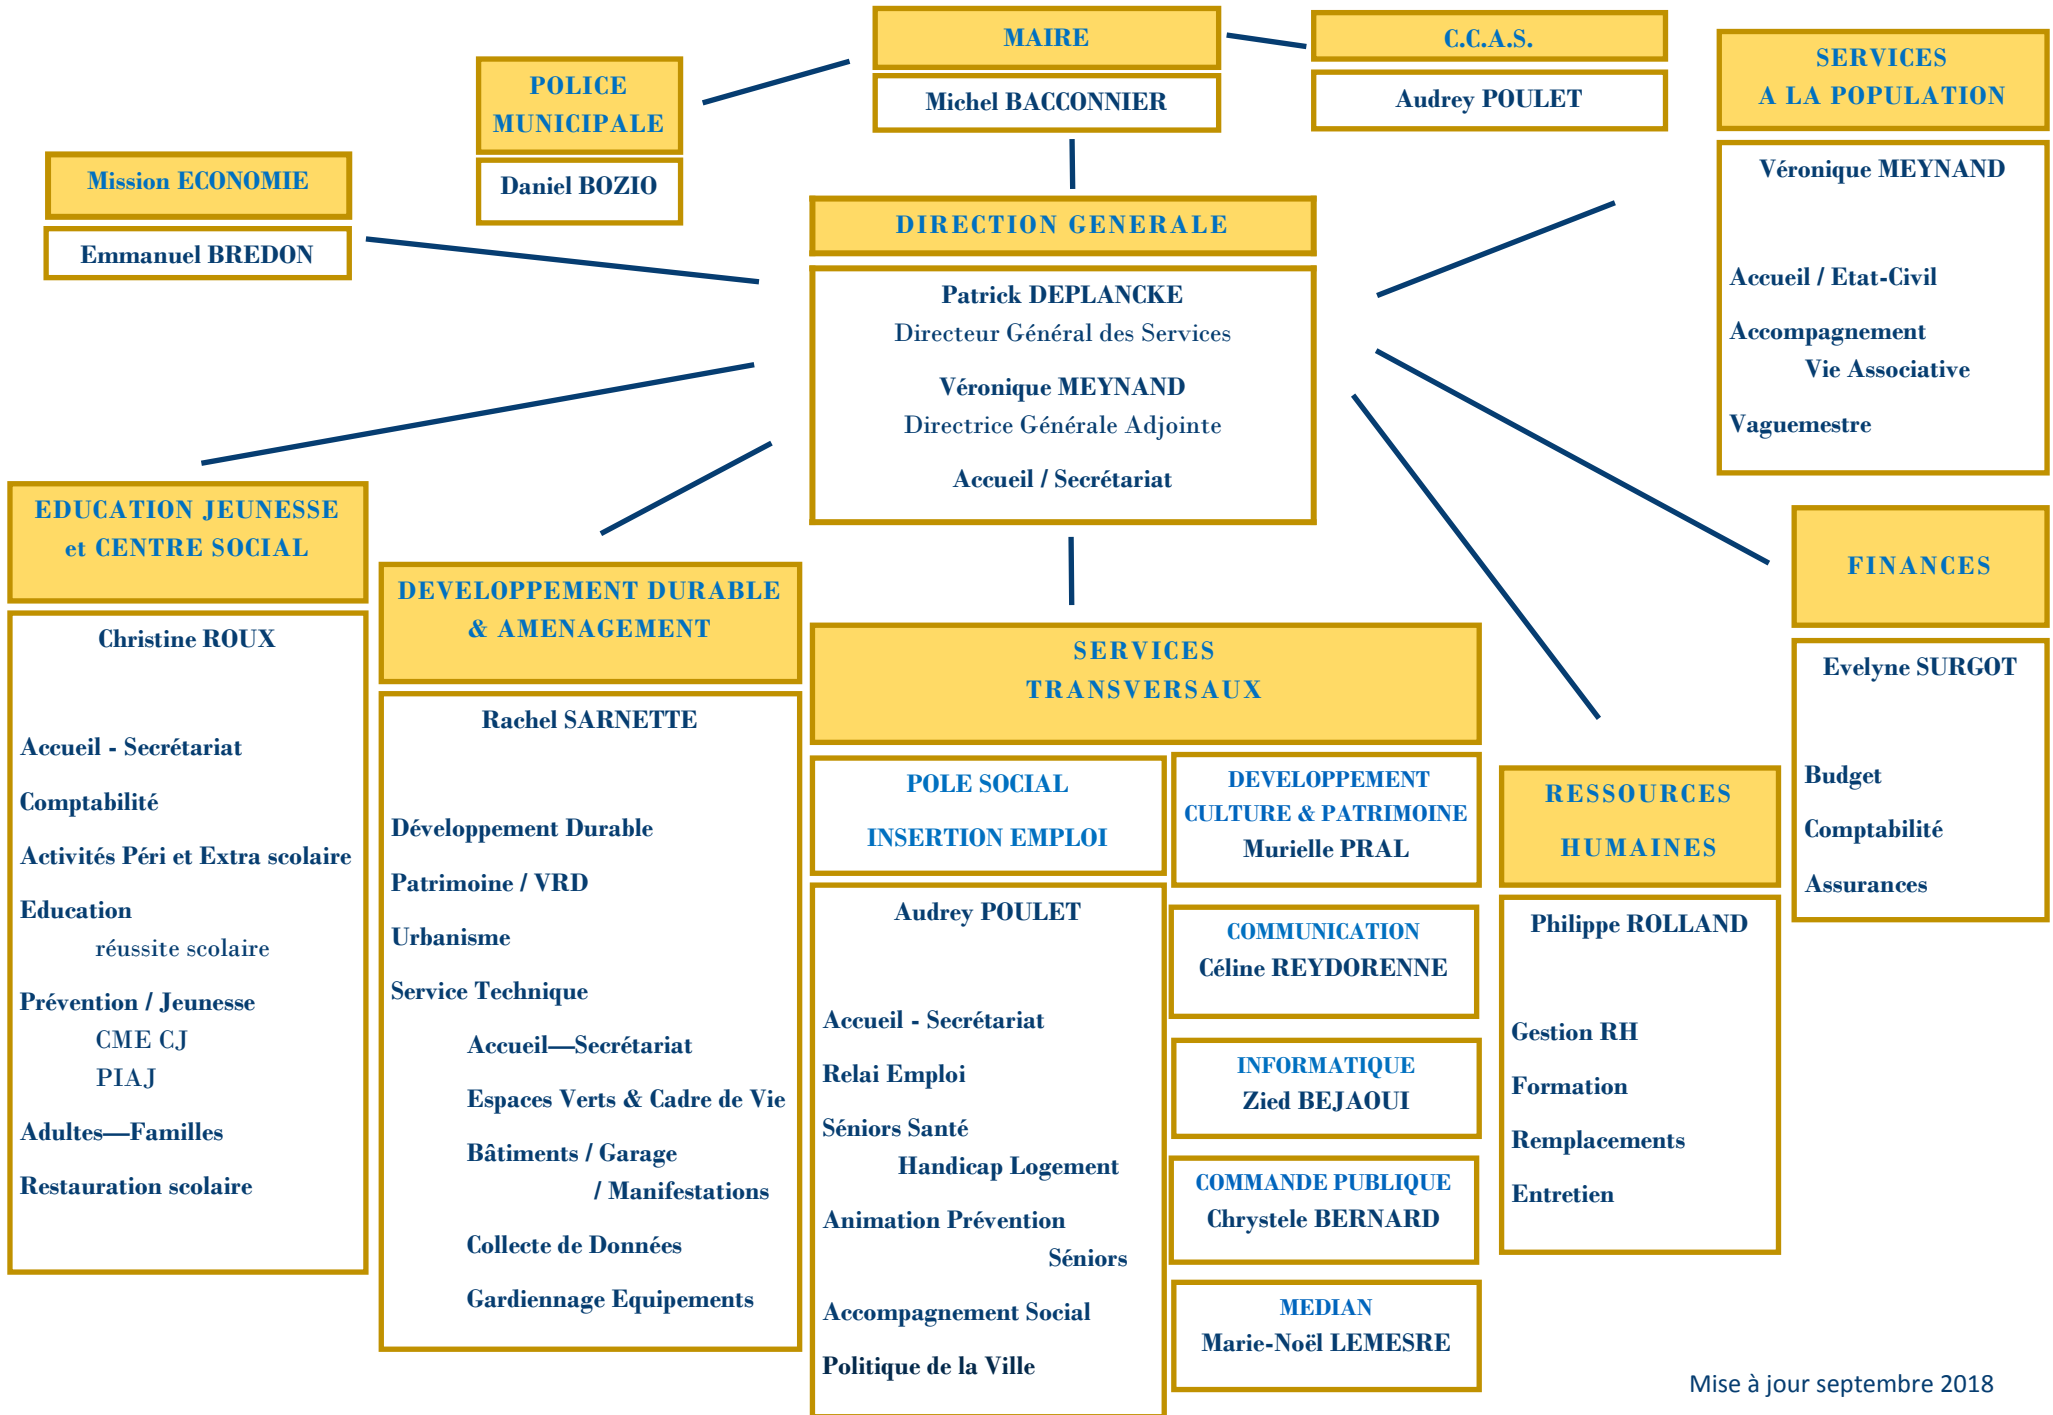 MAIRE
Michel BACCONNIER
C.C.A.S.
Audrey POULET
POLICE
MUNICIPALE
Daniel BOZIO
SERVICES
A LA POPULATION
Véronique MEYNAND
Accueil / Etat-Civil
Accompagnement
Vie Associative
Vaguemestre
Mission ECONOMIE
Emmanuel BREDON
DIRECTION GENERALE
Patrick DEPLANCKE
Directeur Général des Services
Véronique MEYNAND
Directrice Générale Adjointe
Accueil / Secrétariat
EDUCATION JEUNESSE
et CENTRE SOCIAL
Christine ROUX
Accueil - Secrétariat
Comptabilité
Activités Péri et Extra scolaire
Education
réussite scolaire
Prévention / Jeunesse
CME CJ
PIAJ
Adultes—Familles
Restauration scolaire
DEVELOPPEMENT DURABLE
& AMENAGEMENT
Rachel SARNETTE
Développement Durable
Patrimoine / VRD
Urbanisme
Service Technique
Accueil—Secrétariat
Espaces Verts & Cadre de Vie
Bâtiments / Garage
/ Manifestations
Collecte de Données
Gardiennage Equipements
SERVICES
TRANSVERSAUX
POLE SOCIAL
INSERTION EMPLOI
Audrey POULET
Accueil - Secrétariat
Relai Emploi
Séniors Santé
Handicap Logement
Animation Prévention
Séniors
Accompagnement Social
Politique de la Ville
DEVELOPPEMENT
CULTURE & PATRIMOINE
Murielle PRAL
COMMUNICATION
Céline REYDORENNE
INFORMATIQUE
Zied BEJAOUI
COMMANDE PUBLIQUE
Chrystele BERNARD
MEDIAN
Marie-Noël LEMESRE
RESSOURCES
HUMAINES
Philippe ROLLAND
Gestion RH
Formation
Remplacements
Entretien
FINANCES
Evelyne SURGOT
Budget
Comptabilité
Assurances
Mise à jour septembre 2018